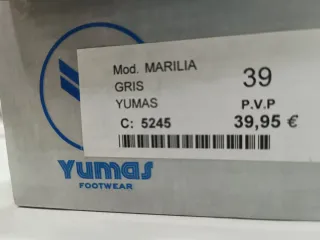 Mod. MARILIA 39
GRIS
YUMAS P.V.P
C: 5245 39,95 €
Yumas
FOOTWEAR